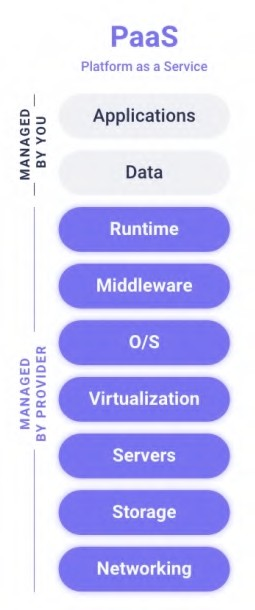 PaaS
Platform as a Service
MANAGED
BY YOU
Applications
Data
MANAGED
BY PROVIDER
Runtime
Middleware
O/S
Virtualization
Servers
Storage
Networking